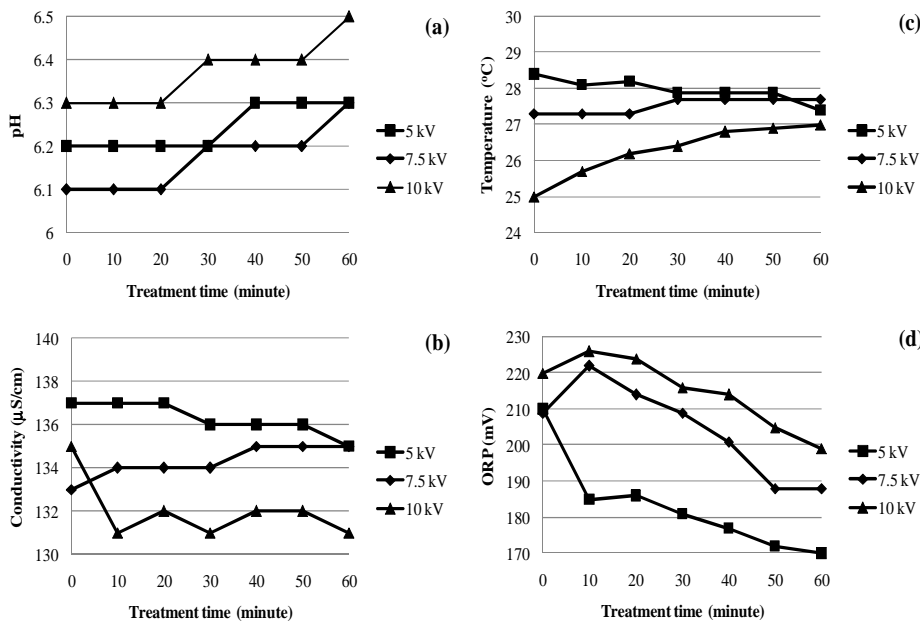 (a)
6.5
6.4
6.3
6.2
6.1
6
pH
0 10 20 30 40 50 60
Treatment time (minute)
5 kV
7.5 kV
10 kV
(c)
30
29
28
27
26
25
24
Temperature (°C)
0 10 20 30 40 50 60
Treatment time (minute)
5 kV
7.5 kV
10 kV
(b)
140
138
136
134
132
130
Conductivity (µS/cm)
0 10 20 30 40 50 60
Treatment time (minute)
5 kV
7.5 kV
10 kV
(d)
230
220
210
200
190
180
170
ORP (mV)
0 10 20 30 40 50 60
Treatment time (minute)
5 kV
7.5 kV
10 kV